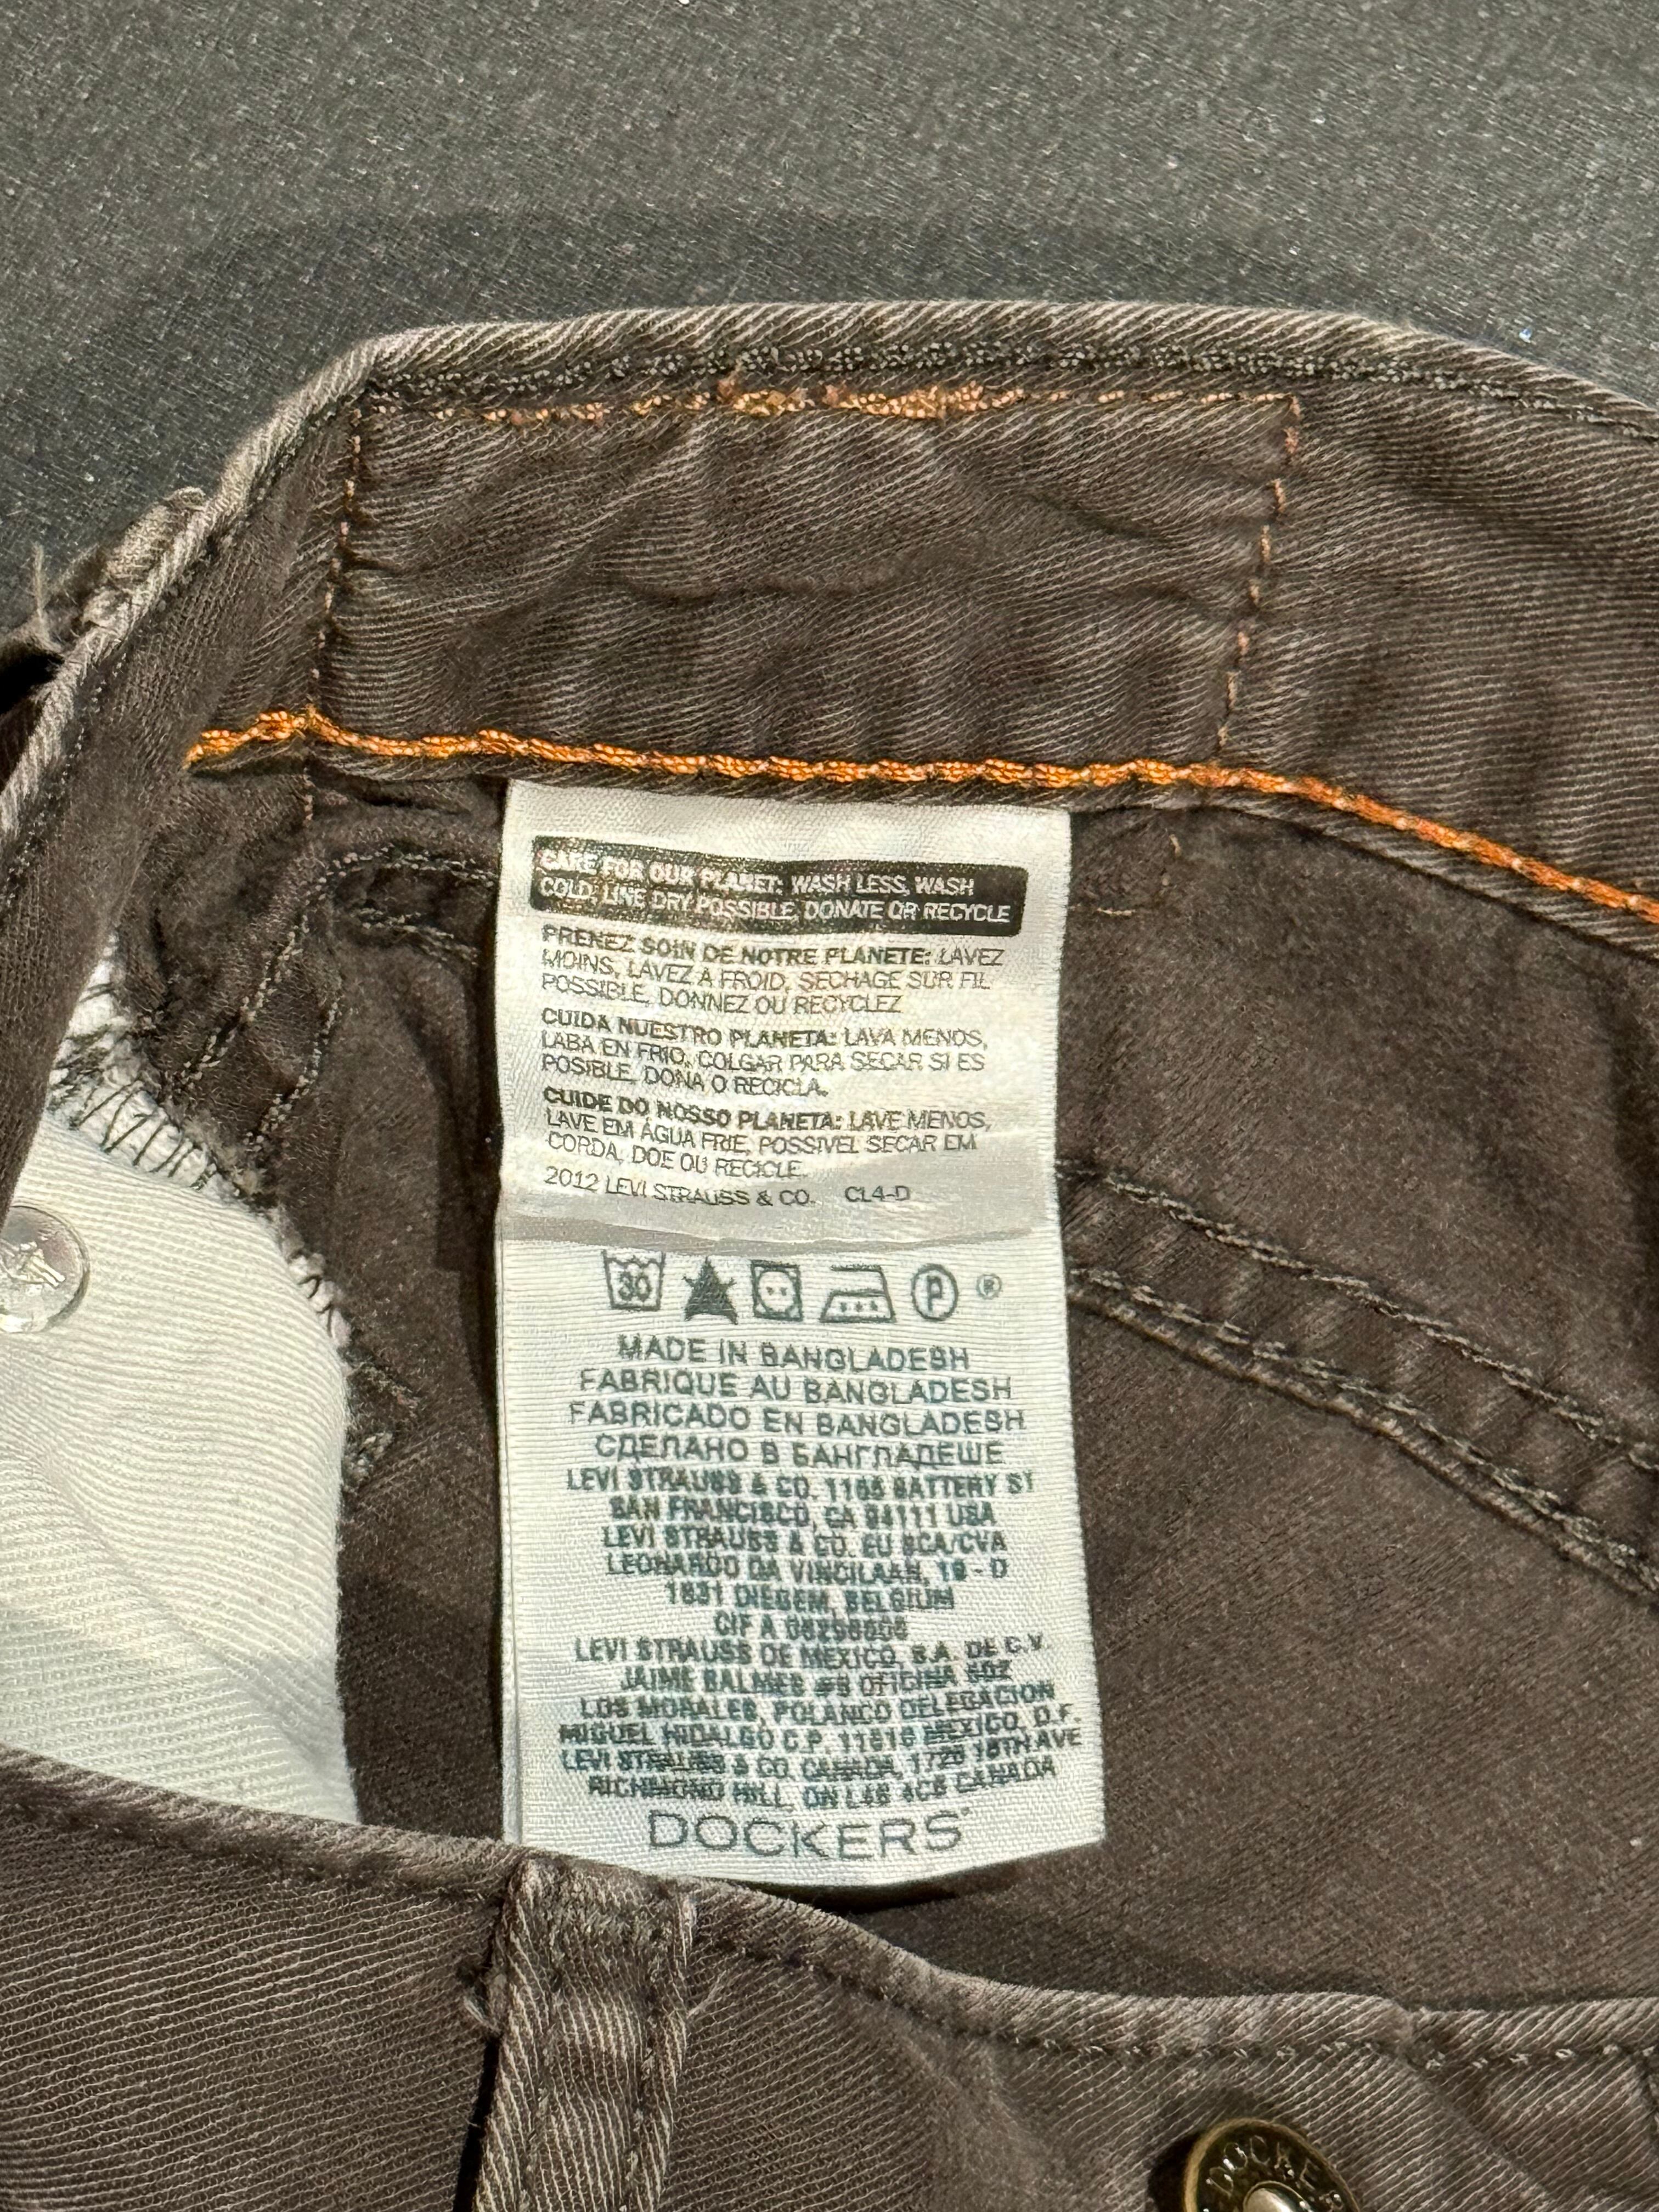 CARE FOR OUR PLANET: WASH LESS, WASH
COLD, LINE DRY POSSIBLE, DONATE OR RECYCLE
PRENEZ SOIN DE NOTRE PLANETE: LAVEZ
MOINS, LAVEZ A FROID, SECHAGE SUR FIL
POSSIBLE, DONNEZ OU RECYCLEZ
CUIDA NUESTRO PLANETA: LAVA MENOS,
LABA EN FRIO, COLGAR PARA SECAR SI ES
POSIBLE, DONA O RECICLA.
CUIDE DO NOSSO PLANETA: LAVE MENOS,
LAVE EM ÁGUA FRIE, POSSIVEL SECAR EM
CORDA, DOE OU RECICLE.
2012 LEVI STRAUSS & CO. CL4-D
30 P ®
MADE IN BANGLADESH
FABRIQUE AU BANGLADESH
FABRICADO EN BANGLADESH
СДЕЛАНО В БАНГЛАДЕШЕ
LEVI STRAUSS & CO. 1155 BATTERY ST
SAN FRANCISCO, CA 94111 USA
LEVI STRAUSS & CO. EU SCA/CVA
LEONARDO DA VINCILAAN, 19 - D
1831 DIEGEM, BELGIUM
CIF A
LEVI STRAUSS DE MEXICO, S.A. DE C.V.
JAIME BALMES #8 OFICINA
LOS MORALES, POLANCO DELEGACION
MIGUEL HIDALGO C.P. MEXICO, D.F.
LEVI STRAUSS & CO. CANADA, 1725 16TH AVE
RICHMOND HILL, ON L4B 4C6 CANADA
DOCKERS
DOCKE